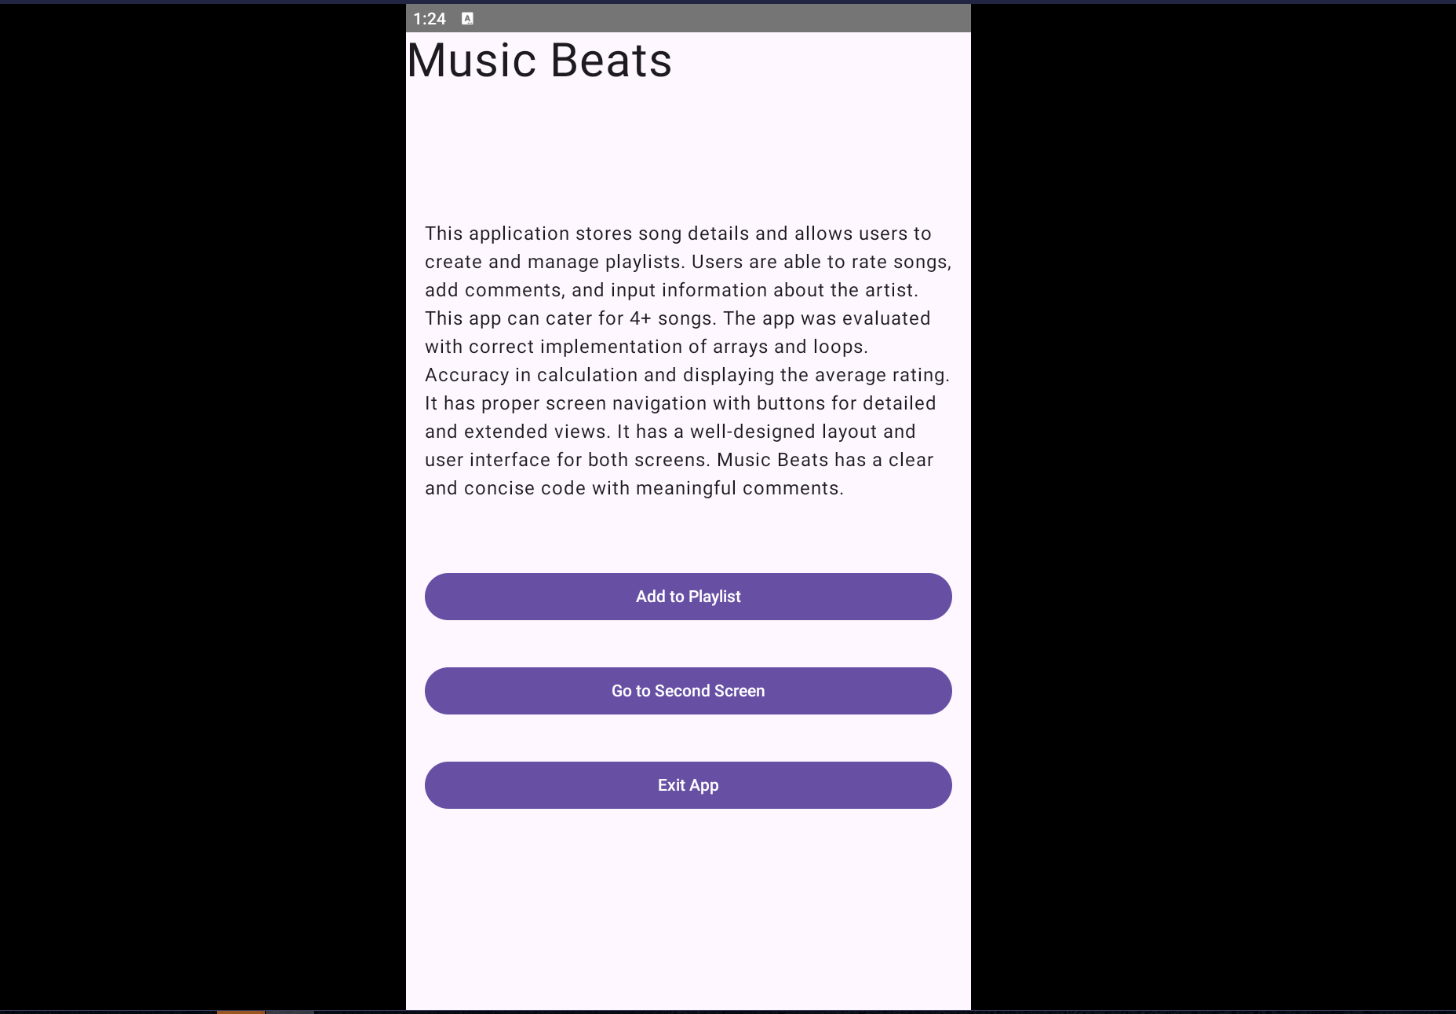 1:24 A
Music Beats
This application stores song details and allows users to
create and manage playlists. Users are able to rate songs,
add comments, and input information about the artist.
This app can cater for 4+ songs. The app was evaluated
with correct implementation of arrays and loops.
Accuracy in calculation and displaying the average rating.
It has proper screen navigation with buttons for detailed
and extended views. It has a well-designed layout and
user interface for both screens. Music Beats has a clear
and concise code with meaningful comments.
Add to Playlist
Go to Second Screen
Exit App